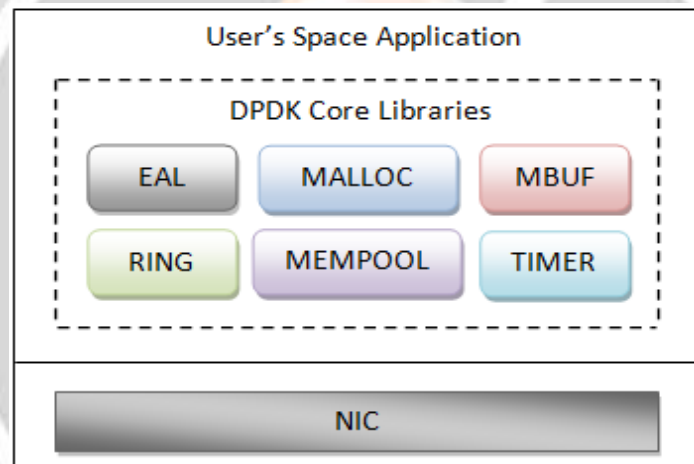 User’s Space Application
DPDK Core Libraries
EAL MALLOC MBUF
RING MEMPOOL TIMER
NIC